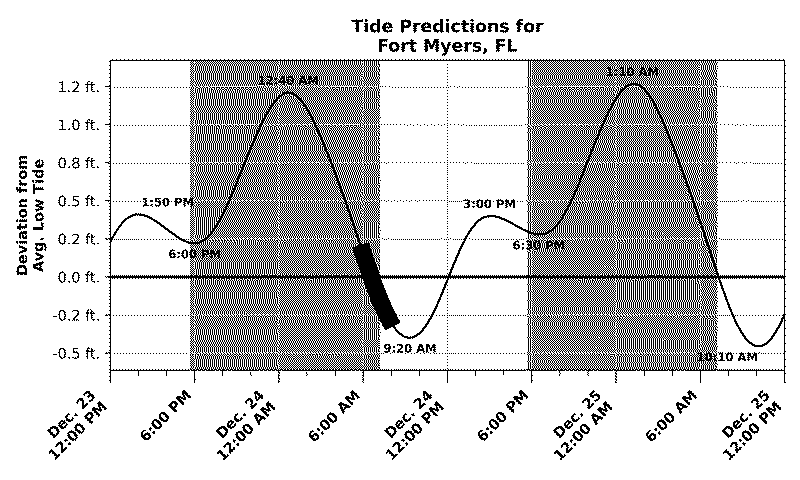 Tide Predictions for
Fort Myers, FL
Deviation from
Avg. Low Tide
1.2 ft.
1.0 ft.
0.8 ft.
0.5 ft.
0.2 ft.
0.0 ft.
-0.2 ft.
-0.5 ft.
1:50 PM
6:00 PM
12:40 AM
9:20 AM
3:00 PM
6:30 PM
1:10 AM
10:10 AM
Dec. 23
12:00 PM
6:00 PM
Dec. 24
12:00 AM
6:00 AM
Dec. 24
12:00 PM
6:00 PM
Dec. 25
12:00 AM
6:00 AM
Dec. 25
12:00 PM